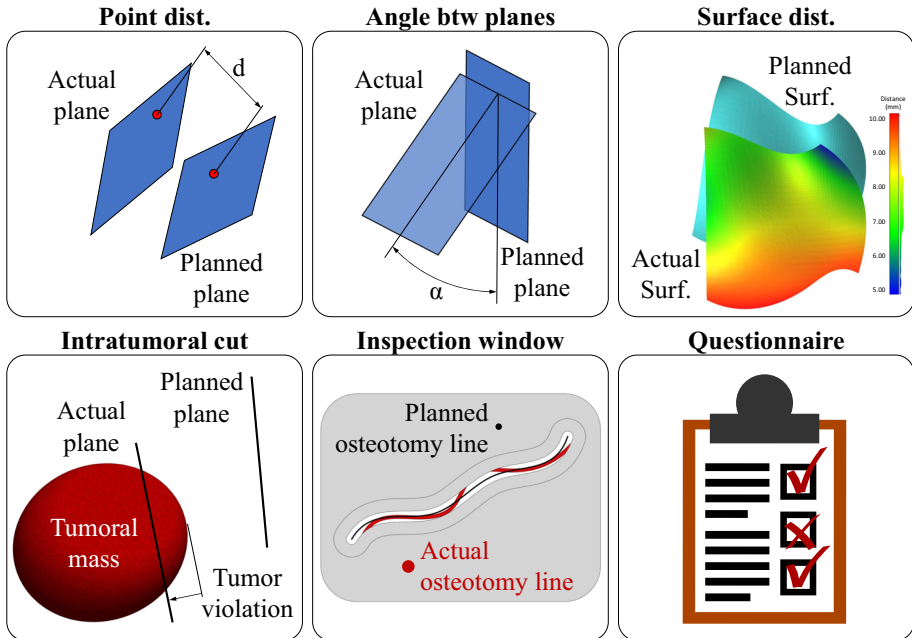 Point dist.
Actual
plane
d
Planned
plane
Angle btw planes
Actual
plane
α
Planned
plane
Surface dist.
Planned
Surf.
Distance
(mm)
10.00
9.00
8.00
7.00
6.00
5.00
Actual
Surf.
Intratumoral cut
Planned
plane
Actual
plane
Tumoral
mass
Tumor
violation
Inspection window
Planned
osteotomy line
Actual
osteotomy line
Questionnaire